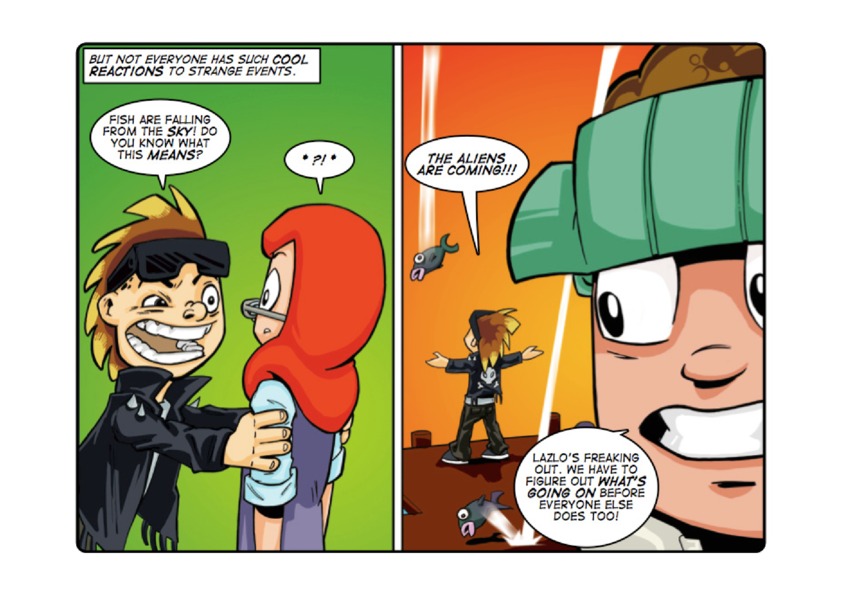 BUT NOT EVERYONE HAS SUCH COOL
REACTIONS TO STRANGE EVENTS.
FISH ARE FALLING
FROM THE SKY! DO
YOU KNOW WHAT
THIS MEANS?
* ?! *
THE ALIENS
ARE COMING!!!
LAZLO'S FREAKING
OUT. WE HAVE TO
FIGURE OUT WHAT'S
GOING ON BEFORE
EVERYONE ELSE
DOES TOO!